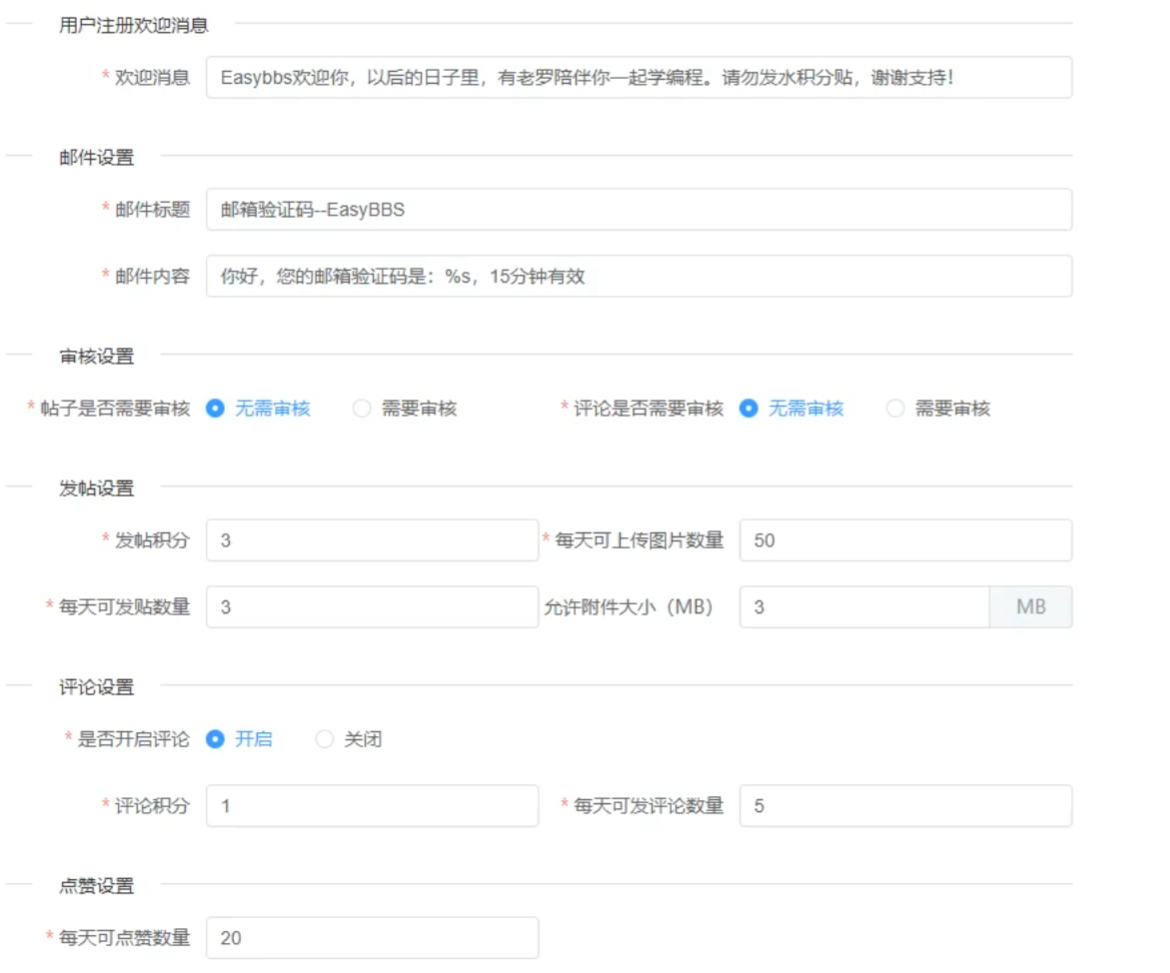 用户注册欢迎消息
* 欢迎消息 Easybbs欢迎你，以后的日子里，有老罗陪伴你一起学编程。请勿发水积分贴，谢谢支持！
邮件设置
* 邮件标题 邮箱验证码--EasyBBS
* 邮件内容 你好，您的邮箱验证码是：%s，15分钟有效
审核设置
* 帖子是否需要审核 无需审核 需要审核 * 评论是否需要审核 无需审核 需要审核
发帖设置
* 发帖积分 3 * 每天可上传图片数量 50
* 每天可发贴数量 3 允许附件大小（MB） 3 MB
评论设置
* 是否开启评论 开启 关闭
* 评论积分 1 * 每天可发评论数量 5
点赞设置
* 每天可点赞数量 20